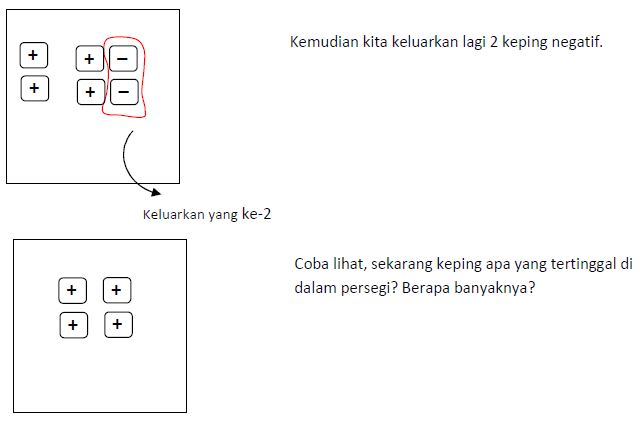 + + −
+ + −
Kemudian kita keluarkan lagi 2 keping negatif.
Keluarkan yang ke-2
+ +
+ +
Coba lihat, sekarang keping apa yang tertinggal di
dalam persegi? Berapa banyaknya?